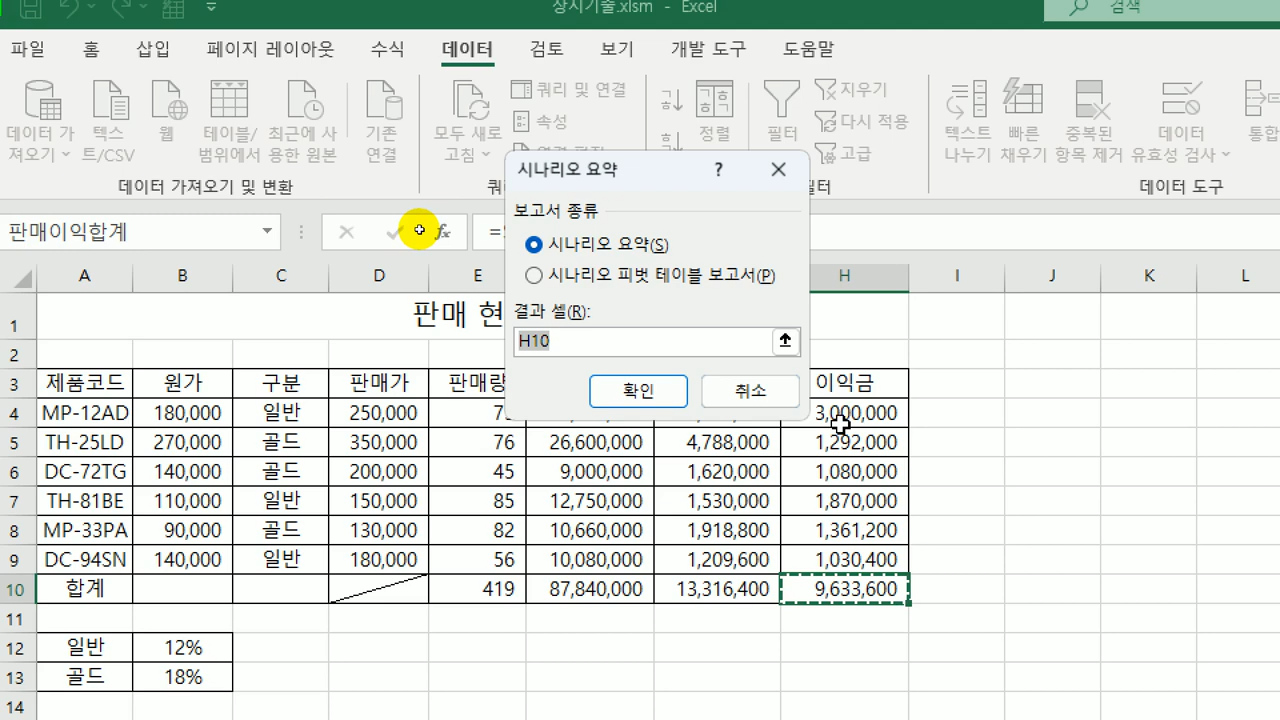 상시기술.xlsm - Excel
검색
파일 홈 삽입 페이지 레이아웃 수식 데이터 검토 보기 개발 도구 도움말
데이터 가져오기
텍스트/CSV
웹
테이블/범위에서
최근에 사용한 원본
기존 연결
모두 새로 고침
쿼리 및 연결
속성
정렬
필터
지우기
다시 적용
고급
텍스트 나누기
빠른 채우기
중복된 항목 제거
데이터 유효성 검사
통합
데이터 가져오기 및 변환
데이터 도구
시나리오 요약 ?
보고서 종류
시나리오 요약(S)
시나리오 피벗 테이블 보고서(P)
결과 셀(R):
H10
확인 취소
판매이익합계 fx =
A B C D E H I J K L
1 판매 현
2
3 제품코드 원가 구분 판매가 판매량 이익금
4 MP-12AD 180,000 일반 250,000 3,000,000
5 TH-25LD 270,000 골드 350,000 76 26,600,000 4,788,000 1,292,000
6 DC-72TG 140,000 골드 200,000 45 9,000,000 1,620,000 1,080,000
7 TH-81BE 110,000 일반 150,000 85 12,750,000 1,530,000 1,870,000
8 MP-33PA 90,000 골드 130,000 82 10,660,000 1,918,800 1,361,200
9 DC-94SN 140,000 일반 180,000 56 10,080,000 1,209,600 1,030,400
10 합계 419 87,840,000 13,316,400 9,633,600
11
12 일반 12%
13 골드 18%
14